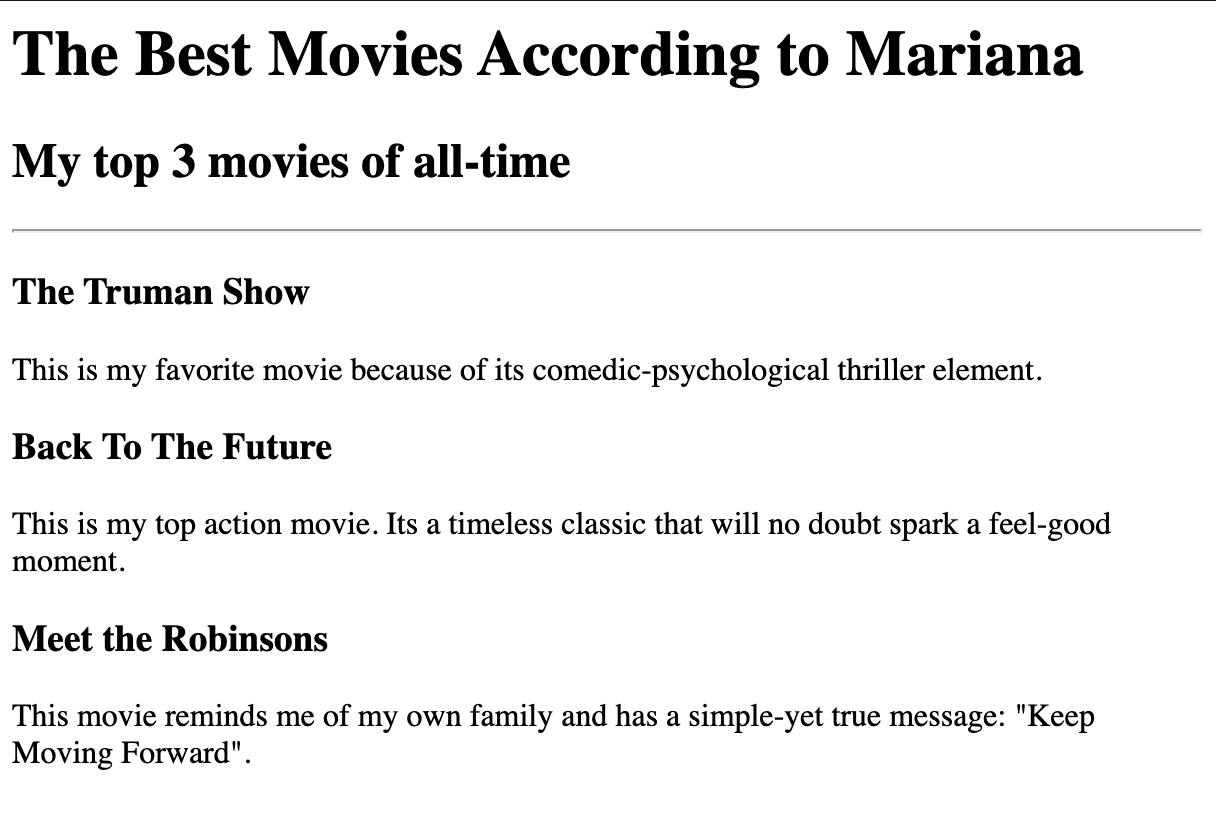 The Best Movies According to Mariana
My top 3 movies of all-time
The Truman Show
This is my favorite movie because of its comedic-psychological thriller element.
Back To The Future
This is my top action movie. Its a timeless classic that will no doubt spark a feel-good
moment.
Meet the Robinsons
This movie reminds me of my own family and has a simple-yet true message: "Keep
Moving Forward".